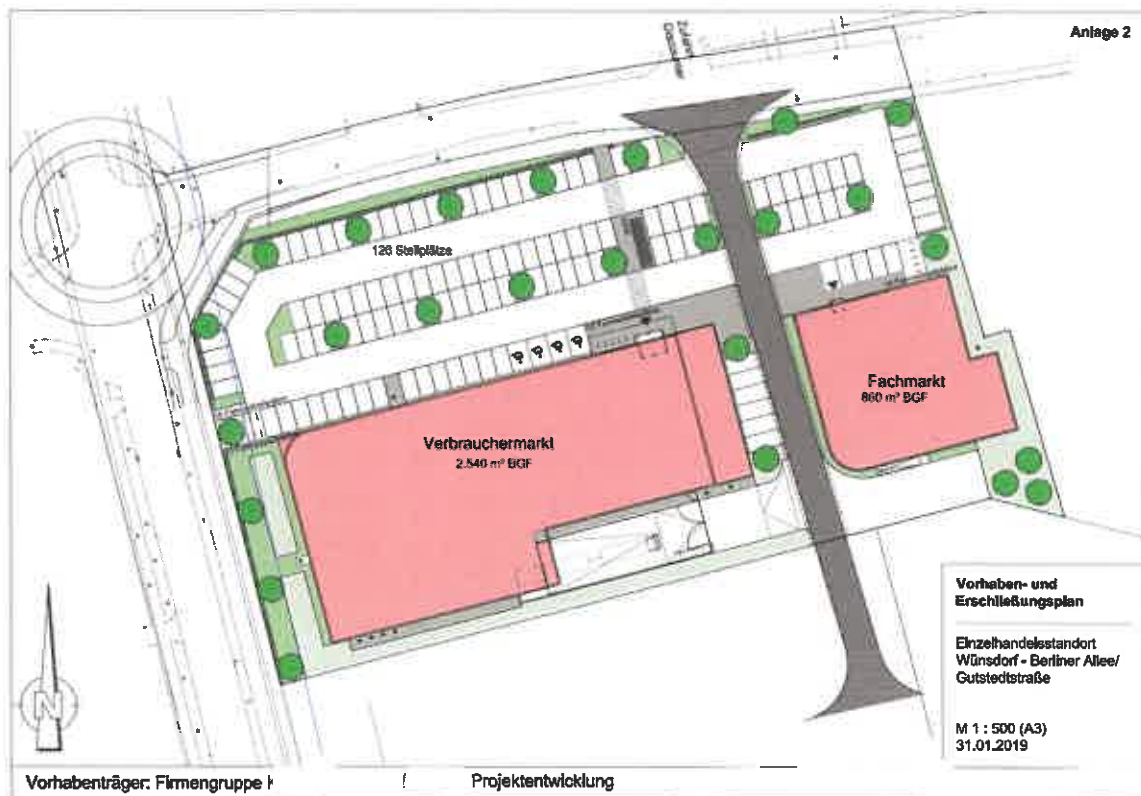 Anlage 2
Zufahrt
126 Stellplätze
Fachmarkt
860 m² BGF
Verbrauchermarkt
2.540 m² BGF
Vorhaben- und
Erschließungsplan
Einzelhandelsstandort
Wünsdorf - Berliner Allee/
Gutstedtstraße
M 1 : 500 (A3)
31.01.2019
N
Vorhabenträger: Firmengruppe
Projektentwicklung